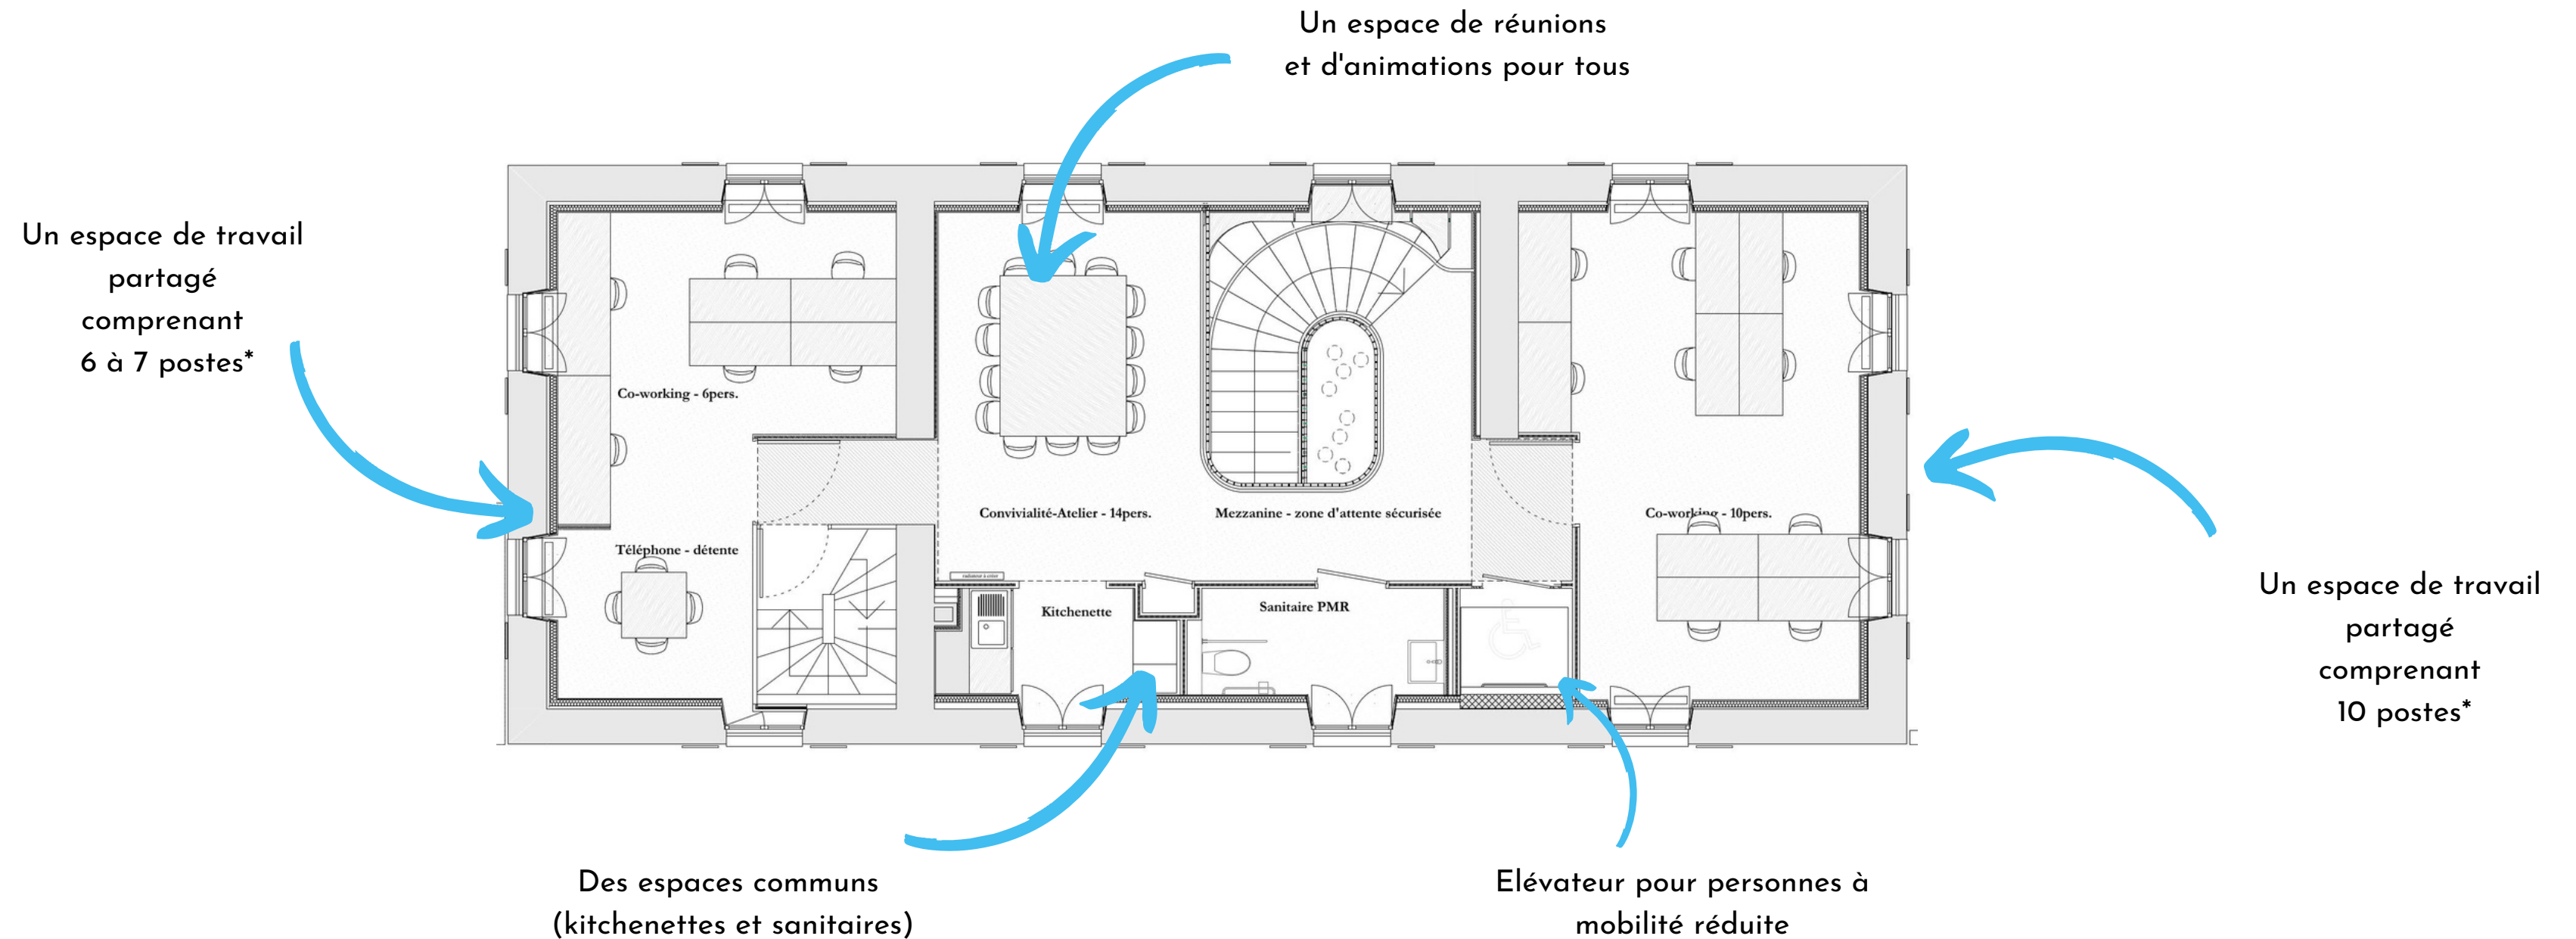 Un espace de réunions
et d'animations pour tous
Un espace de travail
partagé
comprenant
6 à 7 postes*
Co-working - 6pers.
Convivialité-Atelier - 14pers.
Mezzanine - zone d'attente sécurisée
Co-working - 10pers.
Téléphone - détente
Kitchenette
Sanitaire PMR
Un espace de travail
partagé
comprenant
10 postes*
Des espaces communs
(kitchenettes et sanitaires)
Elévateur pour personnes à
mobilité réduite